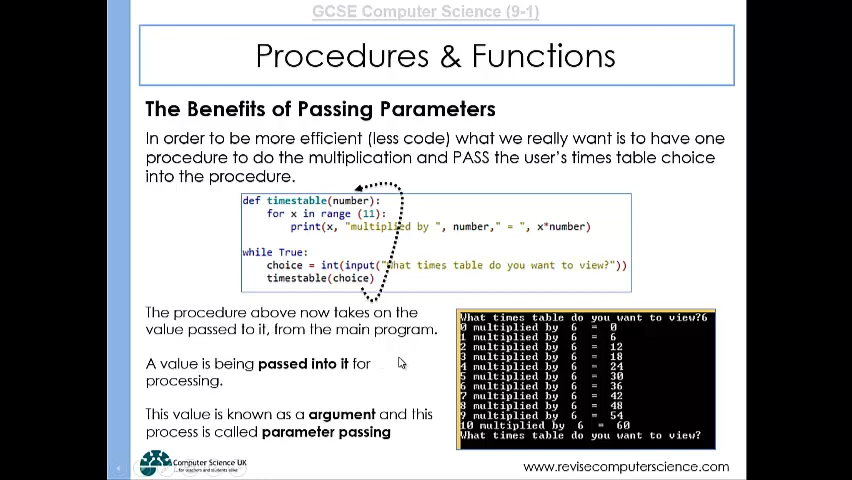 GCSE Computer Science (9-1)
Procedures & Functions
The Benefits of Passing Parameters
In order to be more efficient (less code) what we really want is to have one
procedure to do the multiplication and PASS the user's times table choice
into the procedure.
def timestable(number):
for x in range (11):
print(x, "multiplied by ", number," = ", x*number)
while True:
choice = int(input("What times table do you want to view?"))
timestable(choice)
The procedure above now takes on the
value passed to it, from the main program.
A value is being passed into it for
processing.
This value is known as a argument and this
process is called parameter passing
What times table do you want to view?6
0 multiplied by 6 = 0
1 multiplied by 6 = 6
2 multiplied by 6 = 12
3 multiplied by 6 = 18
4 multiplied by 6 = 24
5 multiplied by 6 = 30
6 multiplied by 6 = 36
7 multiplied by 6 = 42
8 multiplied by 6 = 48
9 multiplied by 6 = 54
10 multiplied by 6 = 60
What times table do you want to view?
Computer Science UK
...for teachers and students alike
www.revisecomputerscience.com